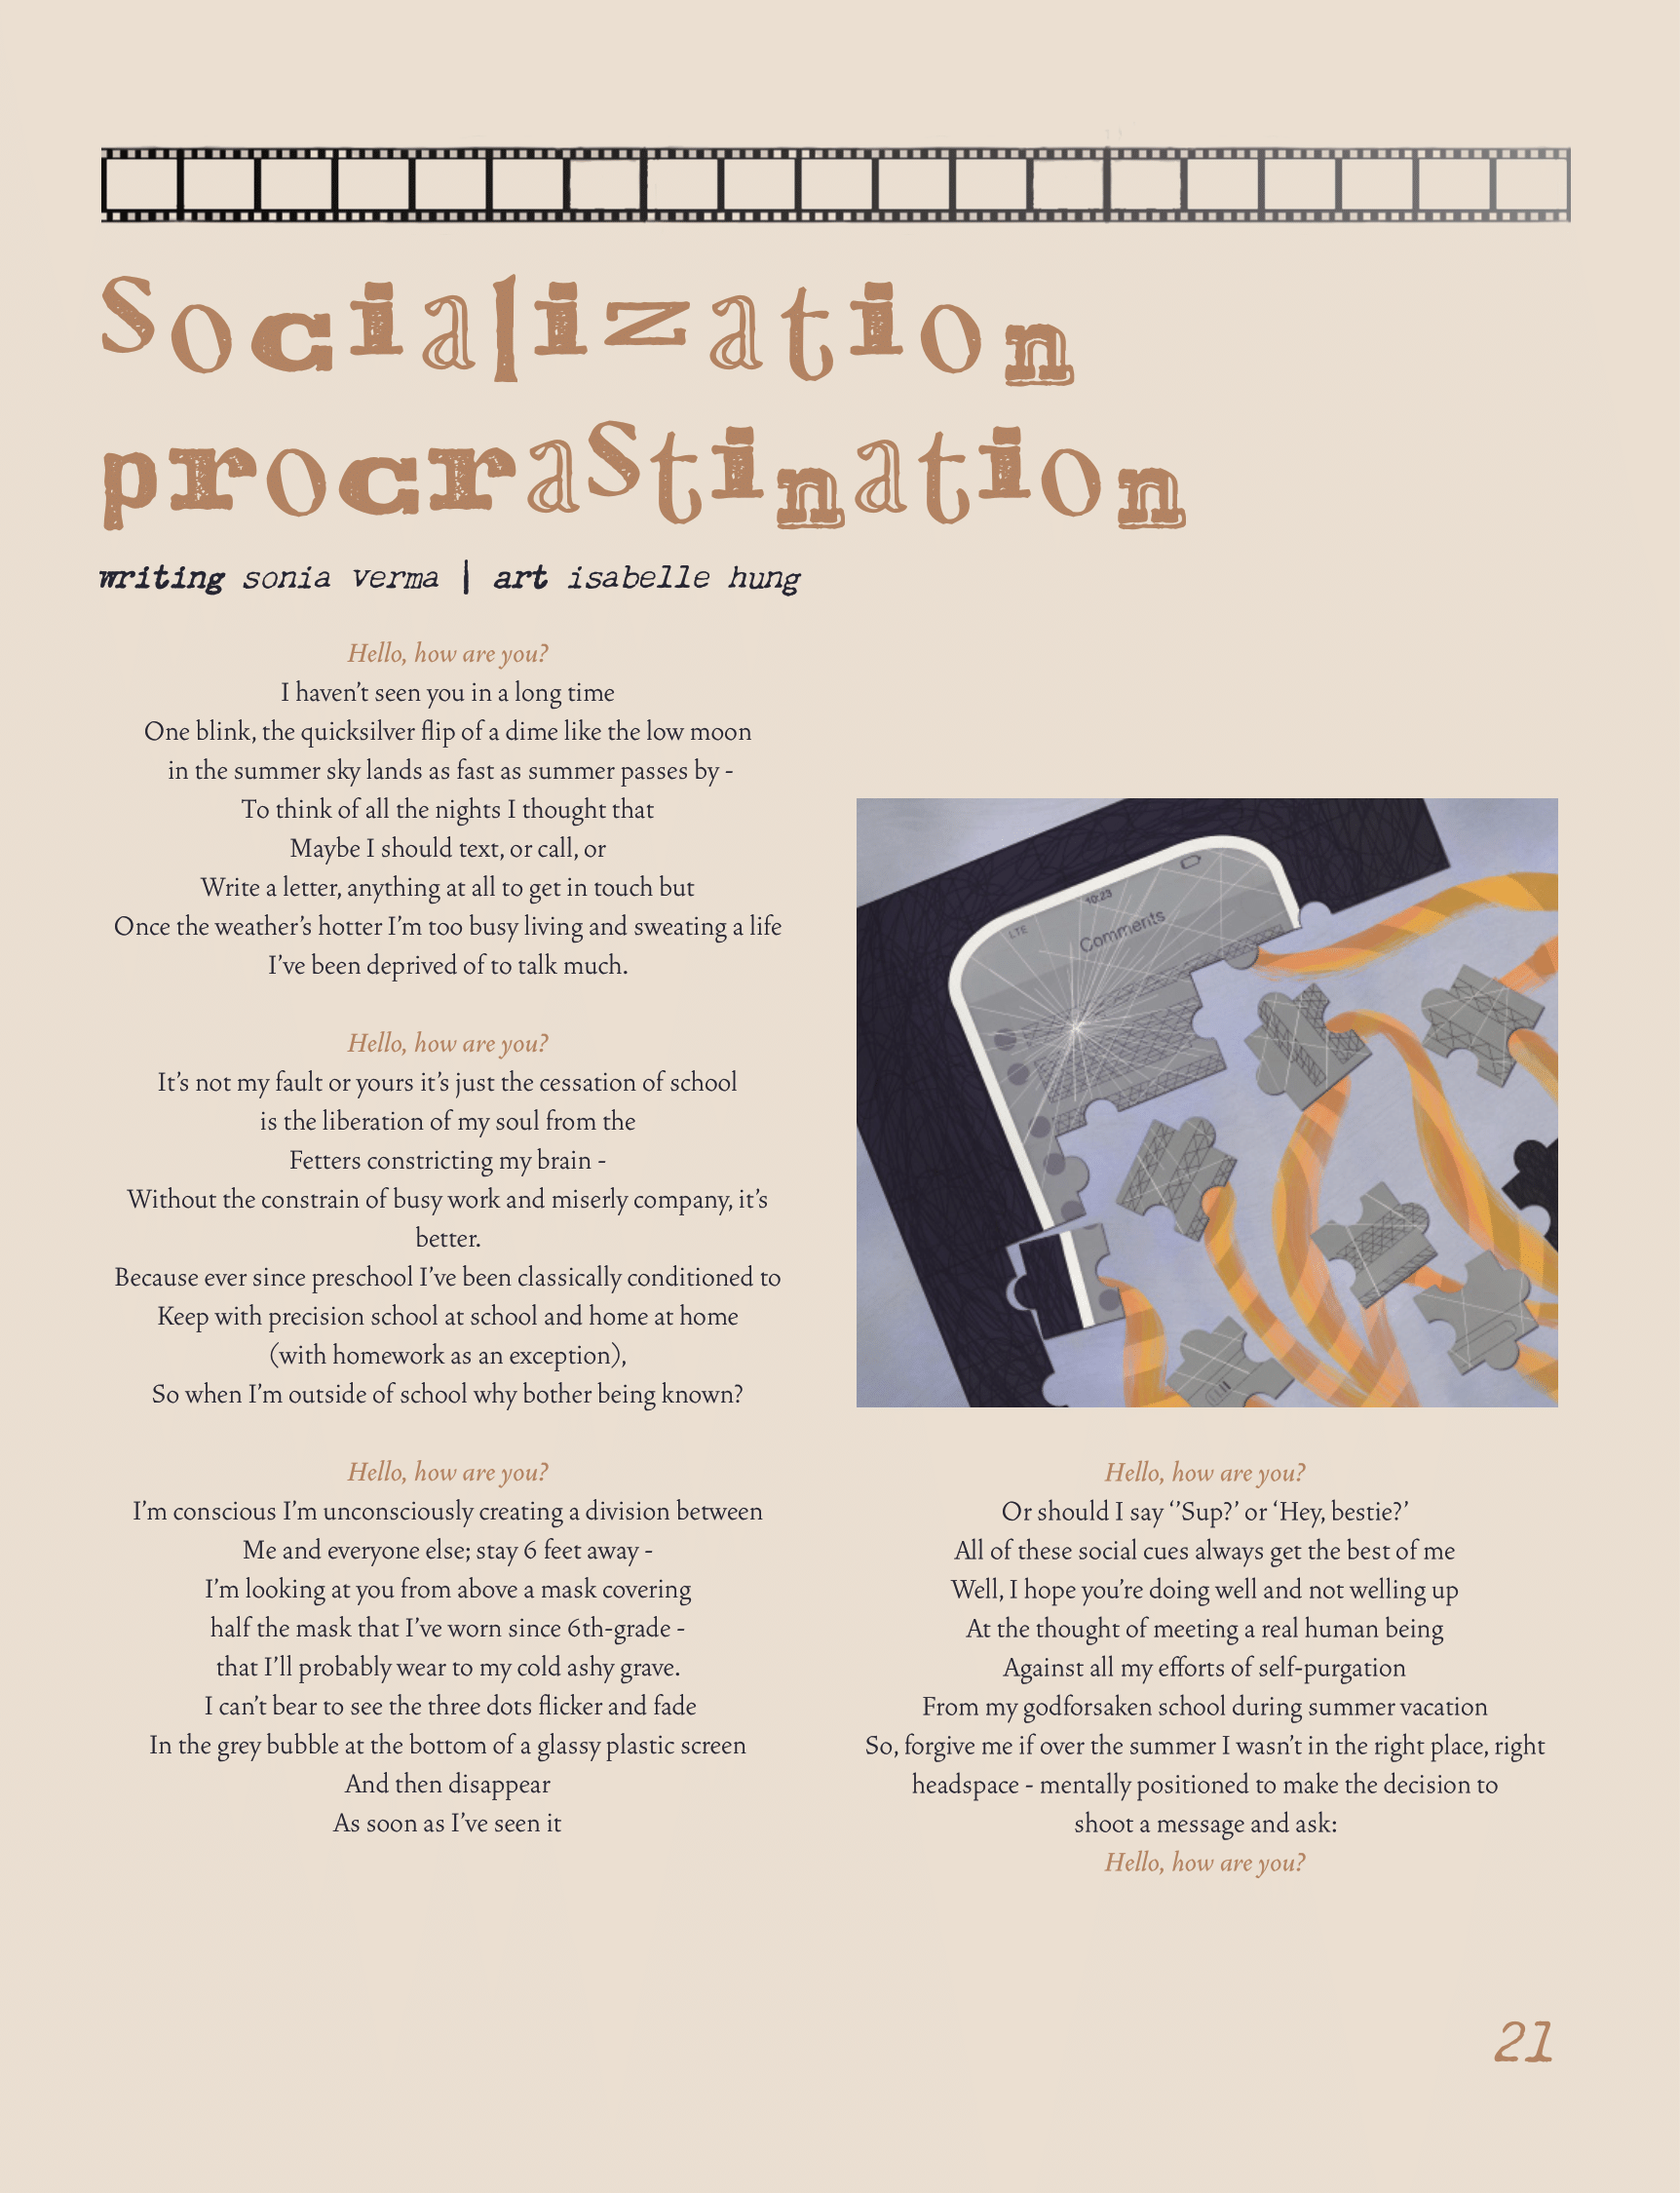 Socialization
procraStination
writing sonia verma | art isabelle hung
Hello, how are you?
I haven’t seen you in a long time
One blink, the quicksilver flip of a dime like the low moon
in the summer sky lands as fast as summer passes by -
To think of all the nights I thought that
Maybe I should text, or call, or
Write a letter, anything at all to get in touch but
Once the weather’s hotter I’m too busy living and sweating a life
I’ve been deprived of to talk much.
Hello, how are you?
It’s not my fault or yours it’s just the cessation of school
is the liberation of my soul from the
Fetters constricting my brain -
Without the constrain of busy work and miserly company, it’s
better.
Because ever since preschool I’ve been classically conditioned to
Keep with precision school at school and home at home
(with homework as an exception),
So when I’m outside of school why bother being known?
Hello, how are you?
I’m conscious I’m unconsciously creating a division between
Me and everyone else; stay 6 feet away -
I’m looking at you from above a mask covering
half the mask that I’ve worn since 6th-grade -
that I’ll probably wear to my cold ashy grave.
I can’t bear to see the three dots flicker and fade
In the grey bubble at the bottom of a glassy plastic screen
And then disappear
As soon as I’ve seen it
LTE
10:23
Comments
Hello, how are you?
Or should I say ‘’Sup?’ or ‘Hey, bestie?’
All of these social cues always get the best of me
Well, I hope you’re doing well and not welling up
At the thought of meeting a real human being
Against all my efforts of self-purgation
From my godforsaken school during summer vacation
So, forgive me if over the summer I wasn’t in the right place, right
headspace - mentally positioned to make the decision to
shoot a message and ask:
Hello, how are you?
21